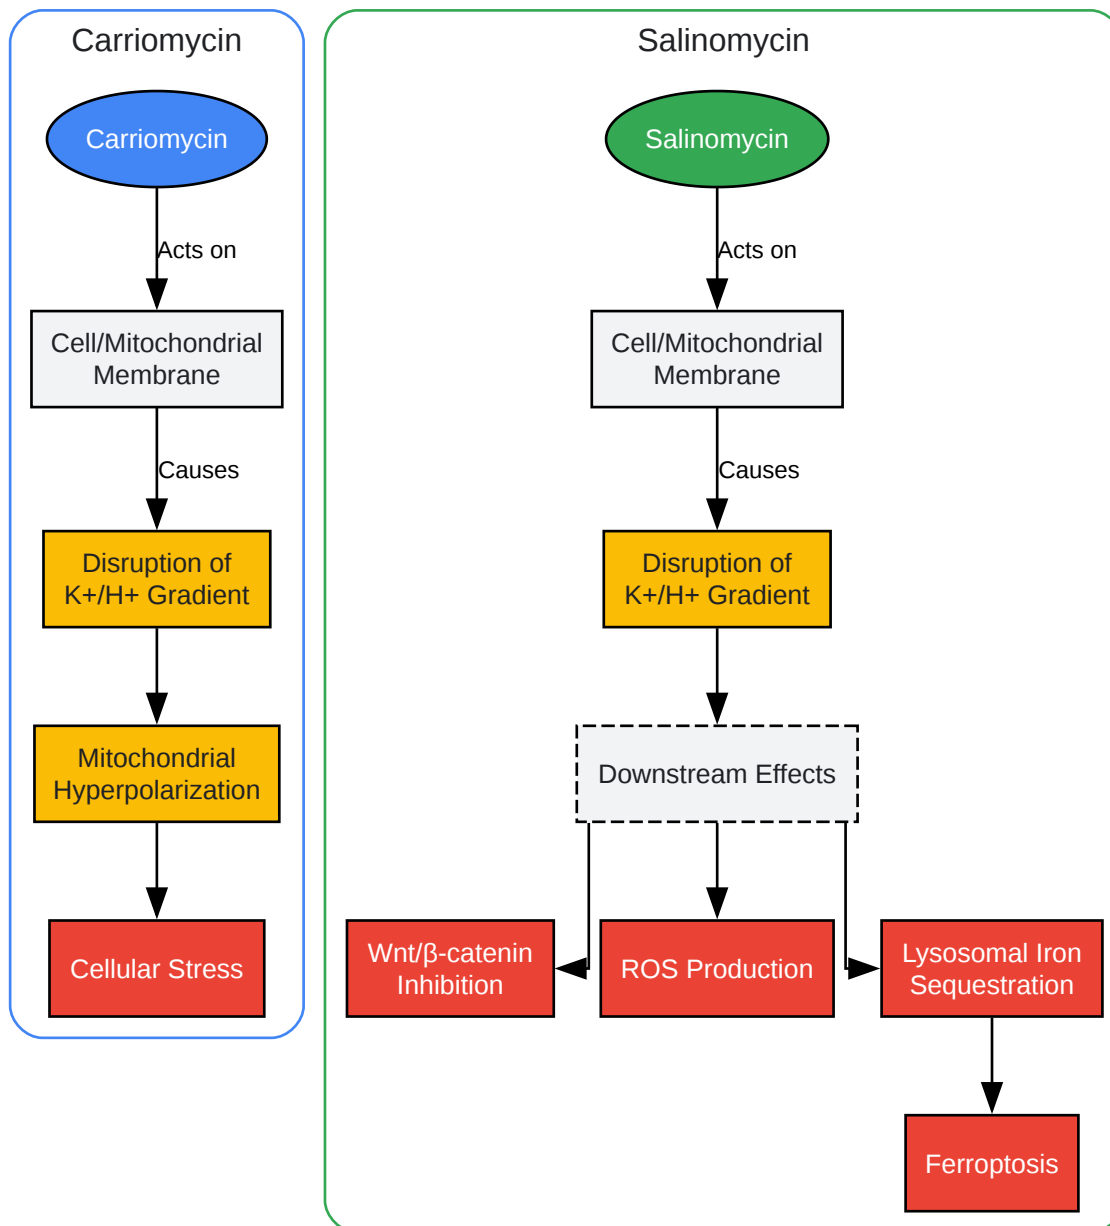 Carriomycin
Carriomycin
Acts on
Cell/Mitochondrial
Membrane
Causes
Disruption of
K+/H+ Gradient
Mitochondrial
Hyperpolarization
Cellular Stress
Salinomycin
Salinomycin
Acts on
Cell/Mitochondrial
Membrane
Causes
Disruption of
K+/H+ Gradient
Downstream Effects
Wnt/β-catenin
Inhibition
ROS Production
Lysosomal Iron
Sequestration
Ferroptosis